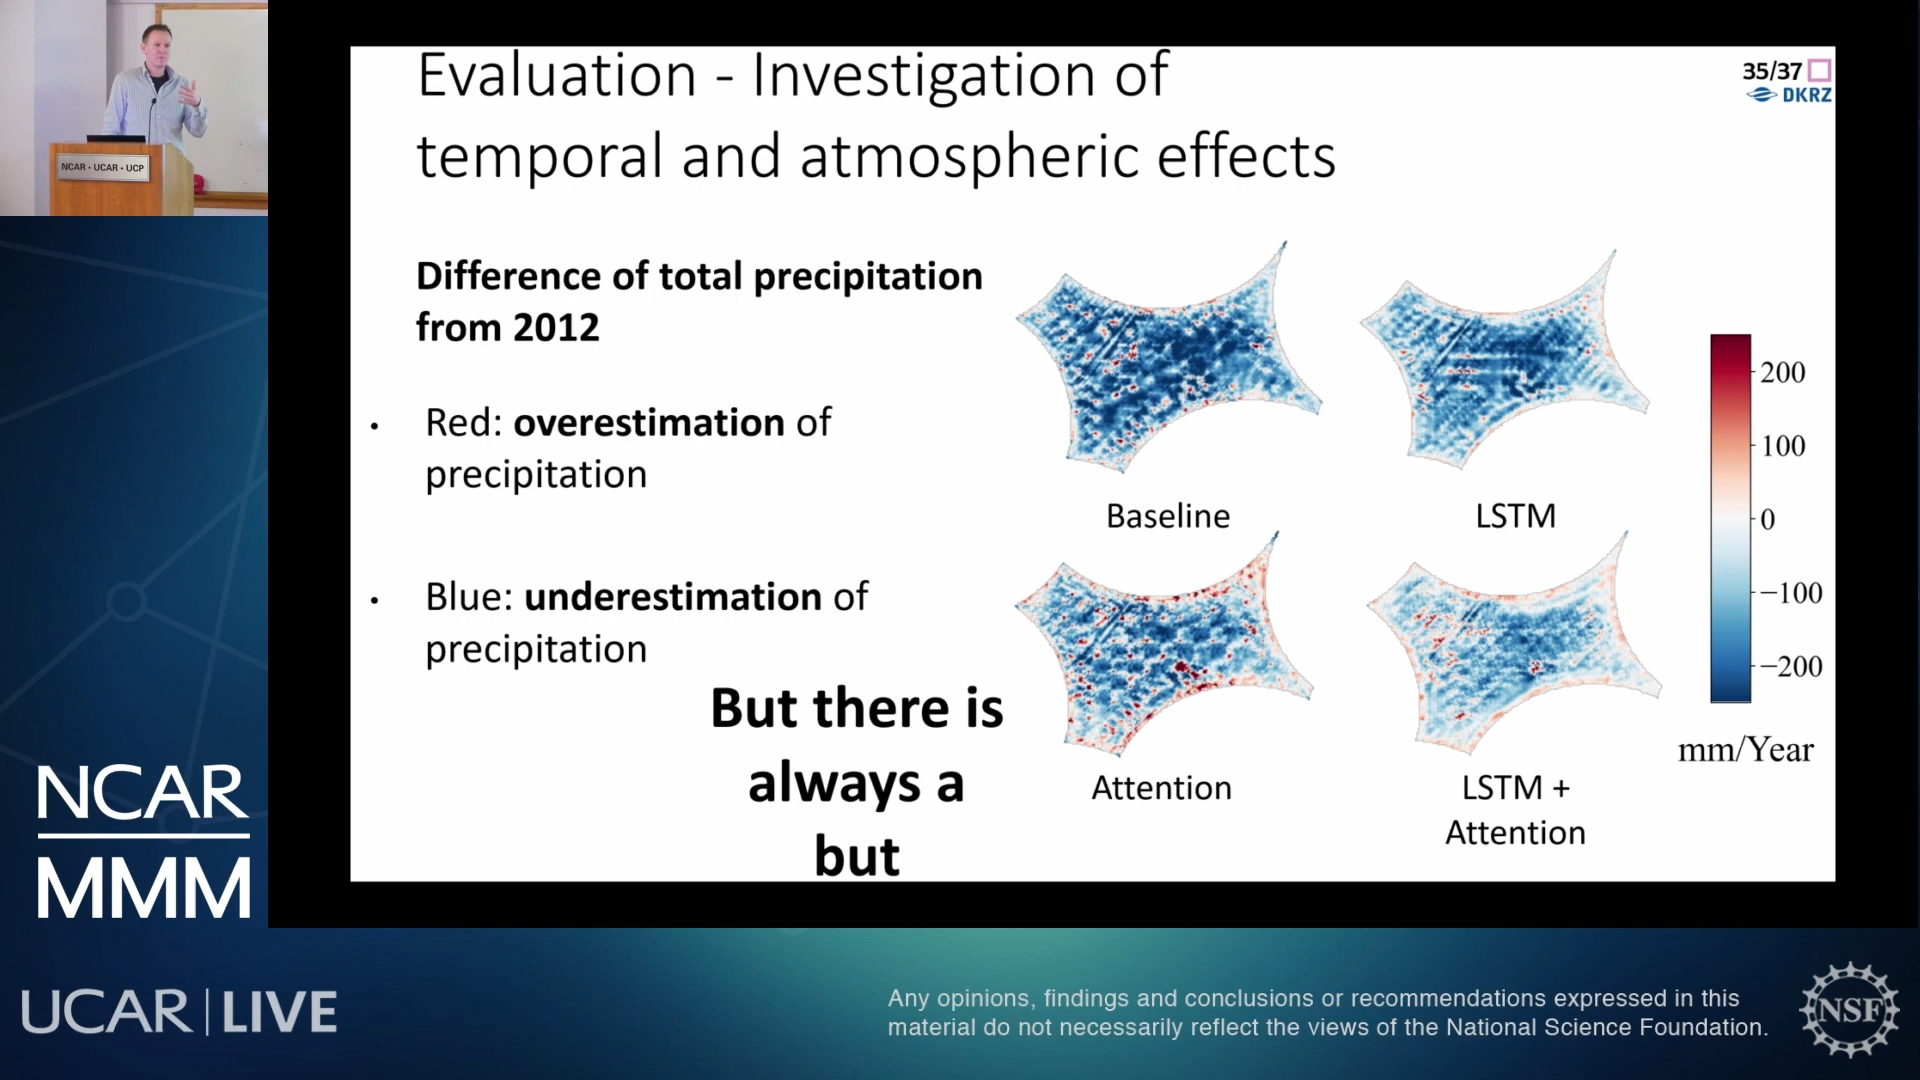 NCAR • UCAR • UCP
Evaluation - Investigation of
temporal and atmospheric effects
35/37
DKRZ
Difference of total precipitation
from 2012
• Red: overestimation of
precipitation
• Blue: underestimation of
precipitation
But there is
always a
but
Baseline
LSTM
Attention
LSTM +
Attention
200
100
0
−100
−200
mm/Year
NCAR
MMM
UCAR | LIVE
Any opinions, findings and conclusions or recommendations expressed in this
material do not necessarily reflect the views of the National Science Foundation.
NSF